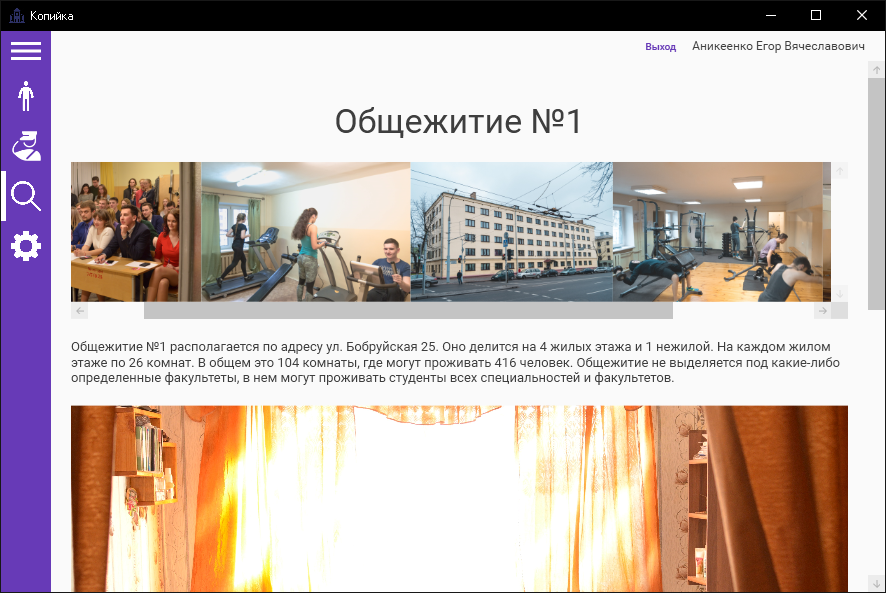 Копийка
Выход
Аникеенко Егор Вячеславович
Общежитие №1
Общежитие №1 располагается по адресу ул. Бобруйская 25. Оно делится на 4 жилых этажа и 1 нежилой. На каждом жилом
этаже по 26 комнат. В общем это 104 комнаты, где могут проживать 416 человек. Общежитие не выделяется под какие-либо
определенные факультеты, в нем могут проживать студенты всех специальностей и факультетов.